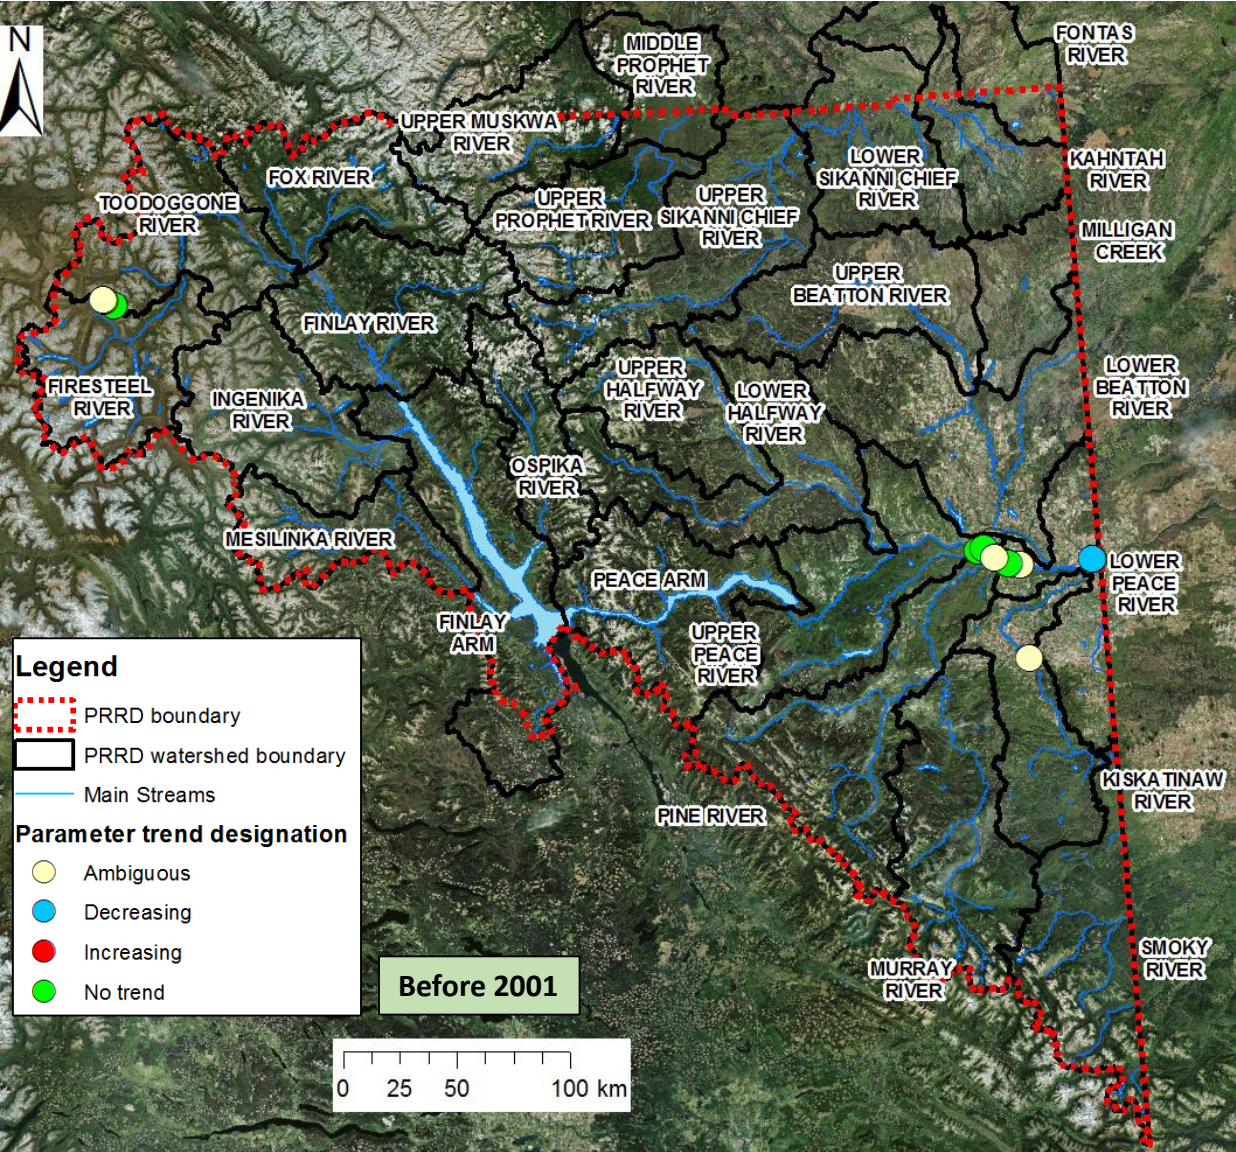 N
MIDDLE
PROPHET
RIVER
FONTAS
RIVER
UPPER MUSKWA
RIVER
FOX RIVER
LOWER
SIKANNI CHIEF
RIVER
KAHNTAH
RIVER
TOODOGGONE
RIVER
UPPER
PROPHET RIVER
UPPER
SIKANNI CHIEF
RIVER
MILLIGAN
CREEK
UPPER
BEATTON RIVER
FINLAY RIVER
FIRESTEEL
RIVER
INGENIKA
RIVER
UPPER
HALFWAY
RIVER
LOWER
HALFWAY
RIVER
LOWER
BEATTON
RIVER
OSPIKA
RIVER
MESILINKA RIVER
PEACE ARM
LOWER
PEACE
RIVER
FINLAY
ARM
UPPER
PEACE
RIVER
KISKATINAW
RIVER
PINE RIVER
MURRAY
RIVER
SMOKY
RIVER
Legend
PRRD boundary
PRRD watershed boundary
Main Streams
Parameter trend designation
Ambiguous
Decreasing
Increasing
No trend
Before 2001
0 25 50 100 km